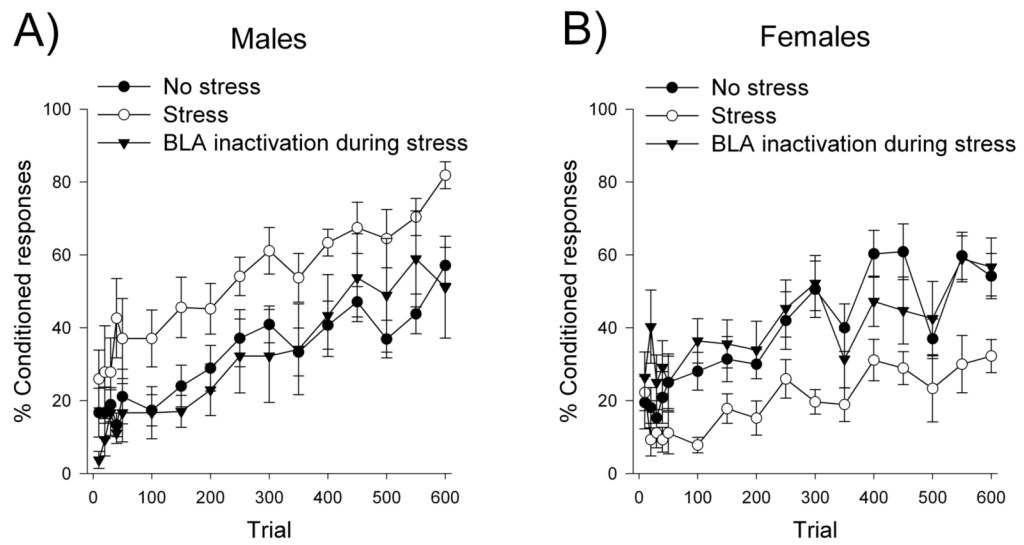 A)
Males
No stress
Stress
BLA inactivation during stress
100
80
60
40
20
0
% Conditioned responses
0 100 200 300 400 500 600
Trial
B)
Females
No stress
Stress
BLA inactivation during stress
100
80
60
40
20
0
% Conditioned responses
0 100 200 300 400 500 600
Trial